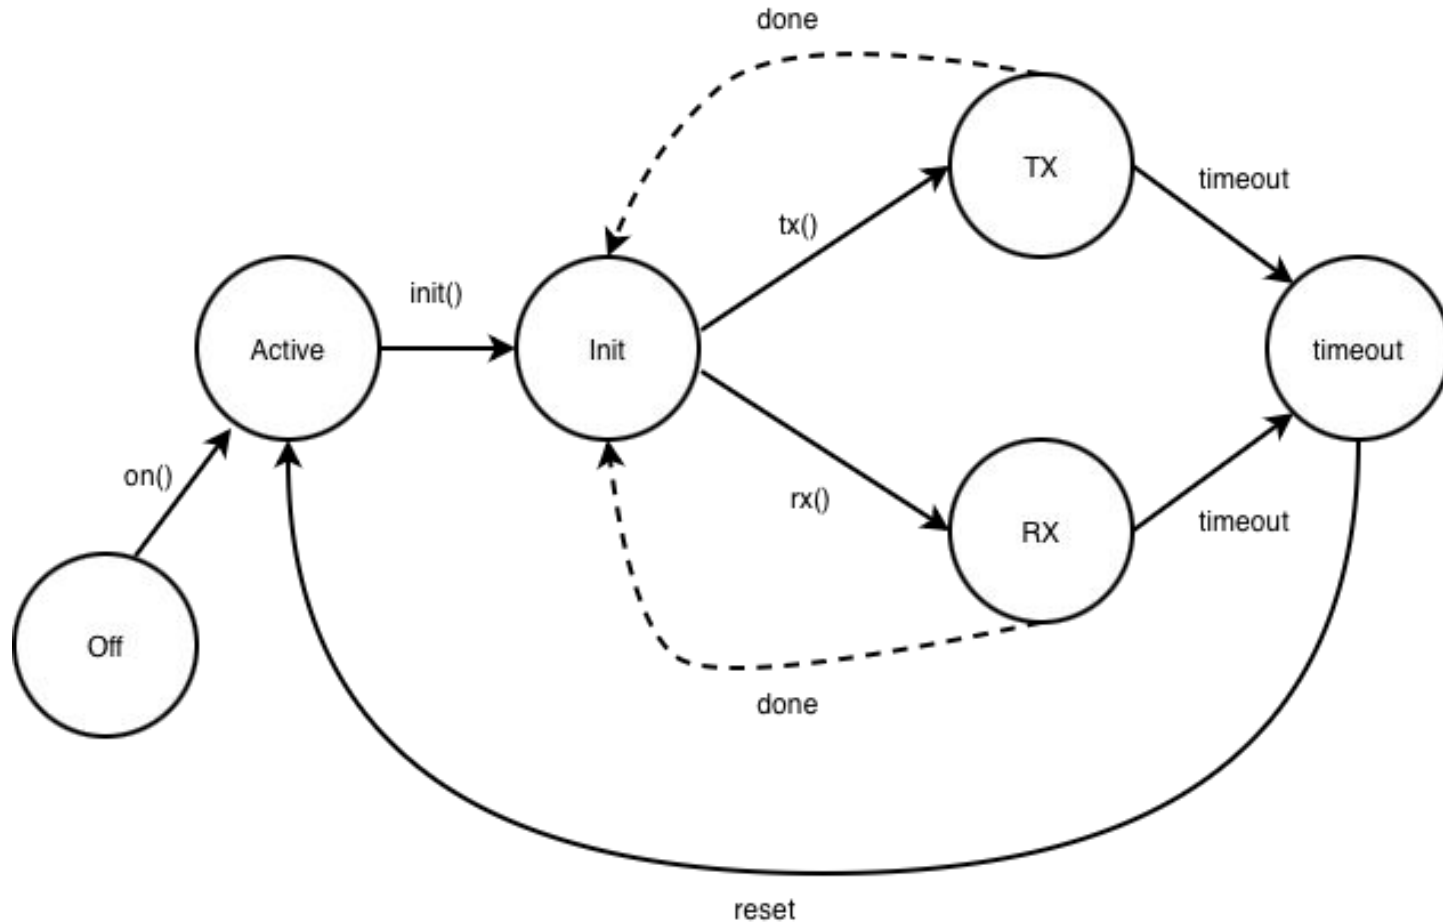 done
TX
timeout
tx()
init()
Active
Init
timeout
on()
rx()
RX
timeout
Off
done
reset